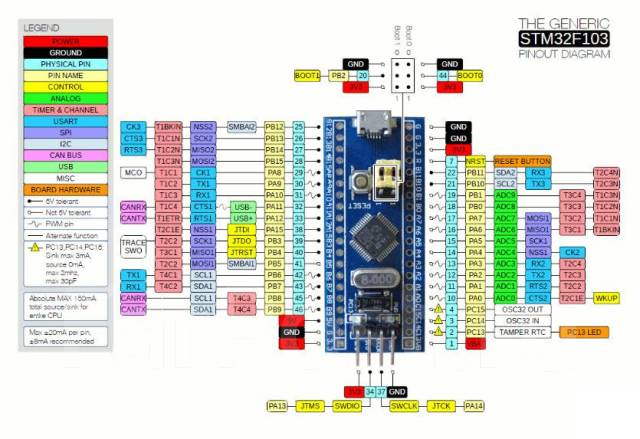 THE GENERIC
STM32F103
PINOUT DIAGRAM
LEGEND
POWER
GROUND
PHYSICAL PIN
PIN NAME
CONTROL
ANALOG
TIMER & CHANNEL
USART
SPI
I2C
CAN BUS
USB
MISC
BOARD HARDWARE
5V tolerant
Not 5V tolerant
PWM pin
Alternate function
PC13,PC14,PC15:
Sink max 3mA,
source 0mA,
max 2mhz,
max 30pF
Absolute MAX 150mA
total source/sink for
entire CPU
Max ±20mA per pin,
±8mA recommended
Boot 1 Boot 0
GND GND
BOOT1 PB2 20 44 BOOT0
3V3 3V3
CK3 T1BKIN NSS2 SMBAI2 PB12 25
CTS3 T1C1N SCK2 PB13 26
RTS3 T1C2N MISO2 PB14 27
T1C3N MOSI2 PB15 28
MCO T1C1 CK1 PA8 29
T1C2 TX1 PA9 30
T1C3 RX1 PA10 31
CANRX T1C4 CTS1 USB- PA11 32
CANTX T1ETR RTS1 USB+ PA12 33
T2C1E NSS1 JTDI PA15 38
TRACE SWO T2C2 SCK1 JTDO PB3 39
T3C1 MISO1 JTRST PB4 40
T3C2 MOSI1 SMBAI1 PB5 41
TX1 T4C1 SCL1 PB6 42
RX1 T4C2 SDA1 PB7 43
CANRX SCL1 T4C3 PB8 45
CANTX SDA1 T4C4 PB9 46
5V
GND
3V3
GND
GND
3V3
7 NRST RESET BUTTON
22 PB11 SDA2 RX3 T2C4N
21 PB10 SCL2 TX3 T2C3N
19 PB1 ADC9 T3C4 T1C3N
18 PB0 ADC8 T3C3 T1C2N
17 PA7 ADC7 MOSI1 T3C2 T1C1N
16 PA6 ADC6 MISO1 T3C1 T1BKIN
15 PA5 ADC5 SCK1
14 PA4 ADC4 NSS1 CK2
13 PA3 ADC3 RX2 T2C4
12 PA2 ADC2 TX2 T2C3
11 PA1 ADC1 RTS2 T2C2
10 PA0 ADC0 CTS2 T2C1E WKUP
4 PC15 OSC32 OUT
3 PC14 OSC32 IN
2 PC13 TAMPER RTC PC13 LED
1 VBB
RESET
PC13
8.000
3V3 34 37 GND
PA13 JTMS SWDIO SWCLK JTCK PA14